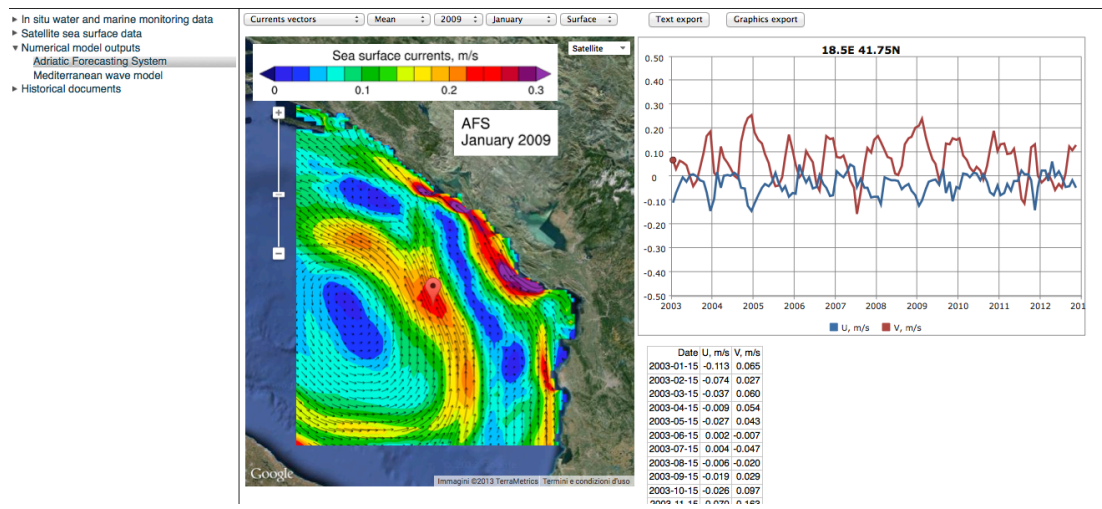 In situ water and marine monitoring data
Satellite sea surface data
Numerical model outputs
Adriatic Forecasting System
Mediterranean wave model
Historical documents
Currents vectors Mean 2009 January Surface Text export Graphics export
Satellite
Sea surface currents, m/s
0 0.1 0.2 0.3
AFS
January 2009
Google
Immagini ©2013 TerraMetrics Termini e condizioni d'uso
18.5E 41.75N
0.50
0.40
0.30
0.20
0.10
0
-0.10
-0.20
-0.30
-0.40
-0.50
2003 2004 2005 2006 2007 2008 2009 2010 2011 2012 201
U, m/s V, m/s
Date U, m/s V, m/s
2003-01-15 -0.113 0.065
2003-02-15 -0.074 0.027
2003-03-15 -0.037 0.060
2003-04-15 -0.009 0.054
2003-05-15 -0.027 0.043
2003-06-15 0.002 -0.007
2003-07-15 0.004 -0.047
2003-08-15 -0.006 -0.020
2003-09-15 -0.019 0.029
2003-10-15 -0.026 0.097
2003-11-15 -0.070 0.163